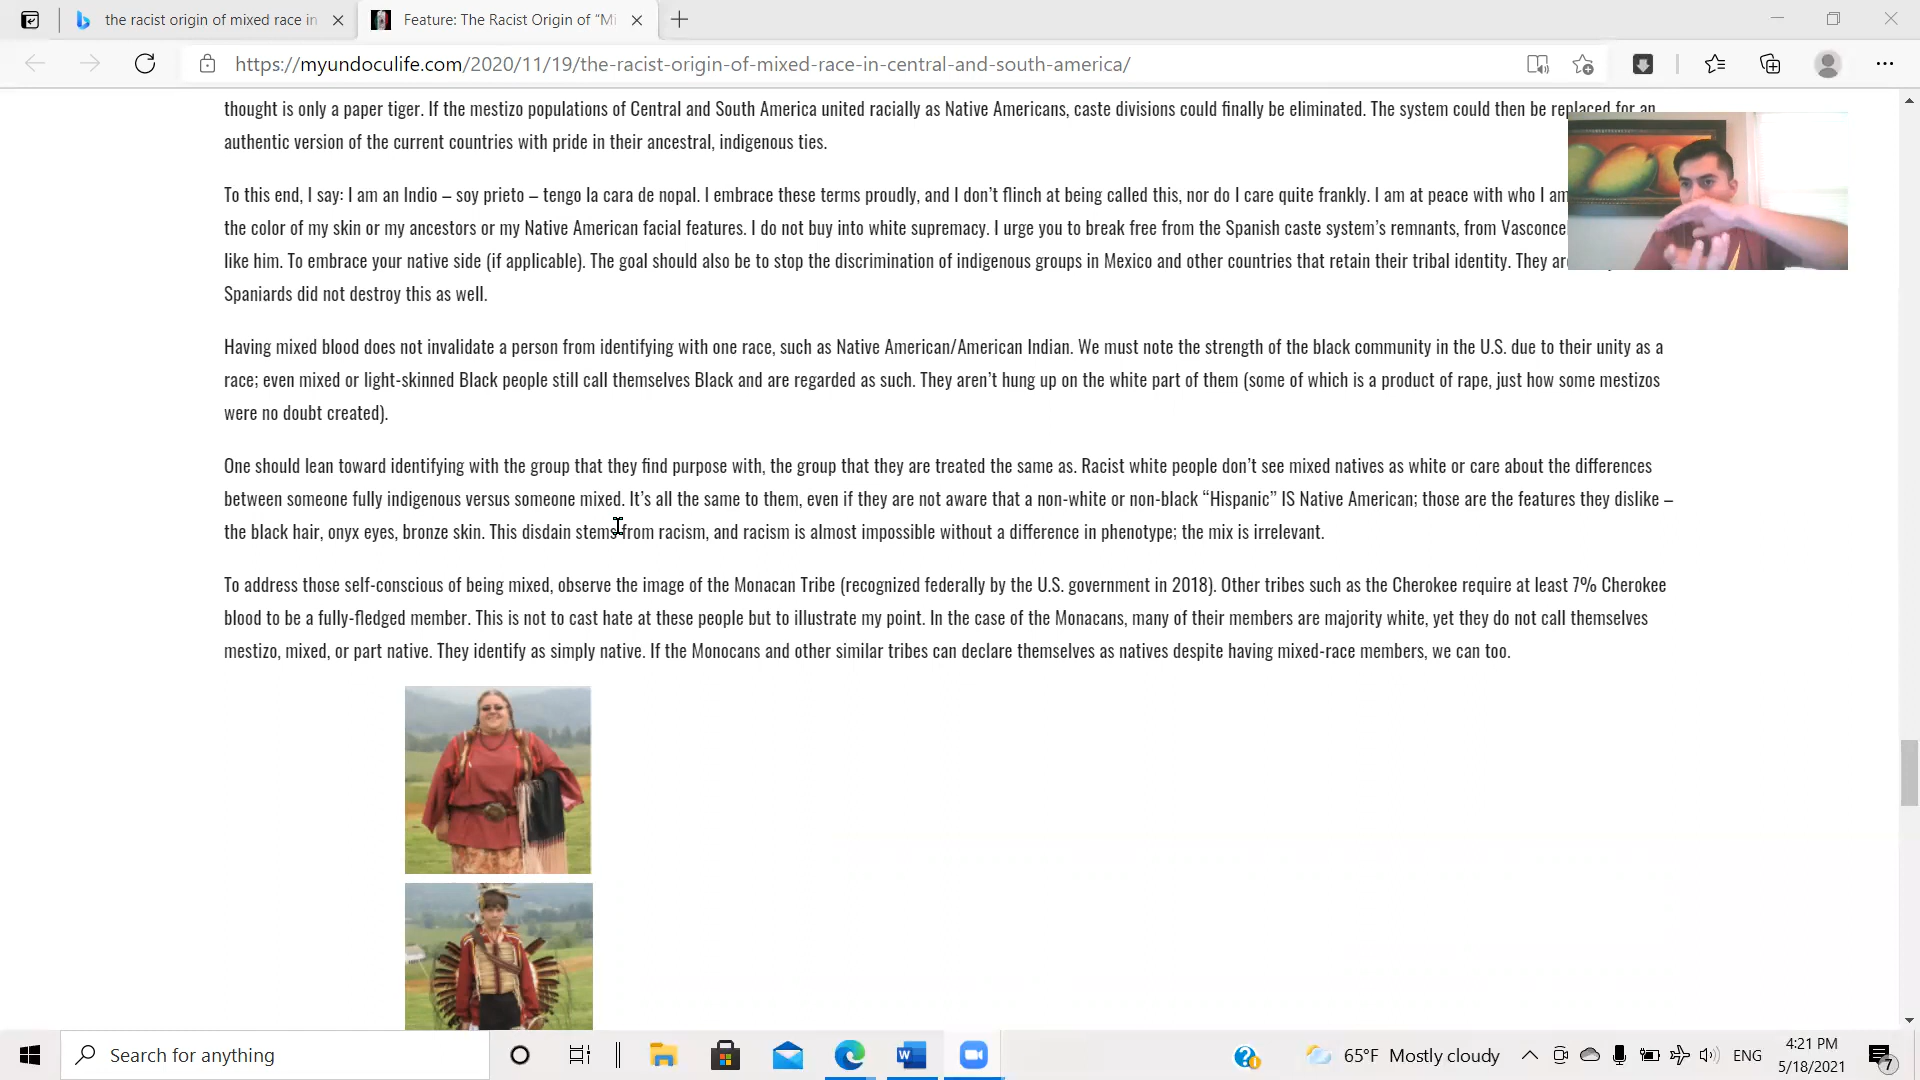 the racist origin of mixed race in
Feature: The Racist Origin of “Mi
https://myundoculife.com/2020/11/19/the-racist-origin-of-mixed-race-in-central-and-south-america/
thought is only a paper tiger. If the mestizo populations of Central and South America united racially as Native Americans, caste divisions could finally be eliminated. The system could then be replaced for an
authentic version of the current countries with pride in their ancestral, indigenous ties.
To this end, I say: I am an Indio – soy prieto – tengo la cara de nopal. I embrace these terms proudly, and I don’t flinch at being called this, nor do I care quite frankly. I am at peace with who I am
the color of my skin or my ancestors or my Native American facial features. I do not buy into white supremacy. I urge you to break free from the Spanish caste system’s remnants, from
like him. To embrace your native side (if applicable). The goal should also be to stop the discrimination of indigenous groups in Mexico and other countries that retain their tribal identity. They
Spaniards did not destroy this as well.
Having mixed blood does not invalidate a person from identifying with one race, such as Native American/American Indian. We must note the strength of the black community in the U.S. due to their unity as a
race; even mixed or light-skinned Black people still call themselves Black and are regarded as such. They aren’t hung up on the white part of them (some of which is a product of rape, just how some mestizos
were no doubt created).
One should lean toward identifying with the group that they find purpose with, the group that they are treated the same as. Racist white people don’t see mixed natives as white or care about the differences
between someone fully indigenous versus someone mixed. It’s all the same to them, even if they are not aware that a non-white or non-black “Hispanic” IS Native American; those are the features they dislike –
the black hair, onyx eyes, bronze skin. This disdain stems from racism, and racism is almost impossible without a difference in phenotype; the mix is irrelevant.
To address those self-conscious of being mixed, observe the image of the Monacan Tribe (recognized federally by the U.S. government in 2018). Other tribes such as the Cherokee require at least 7% Cherokee
blood to be a fully-fledged member. This is not to cast hate at these people but to illustrate my point. In the case of the Monacans, many of their members are majority white, yet they do not call themselves
mestizo, mixed, or part native. They identify as simply native. If the Monocans and other similar tribes can declare themselves as natives despite having mixed-race members, we can too.
Search for anything
65°F Mostly cloudy
ENG
4:21 PM
5/18/2021
7